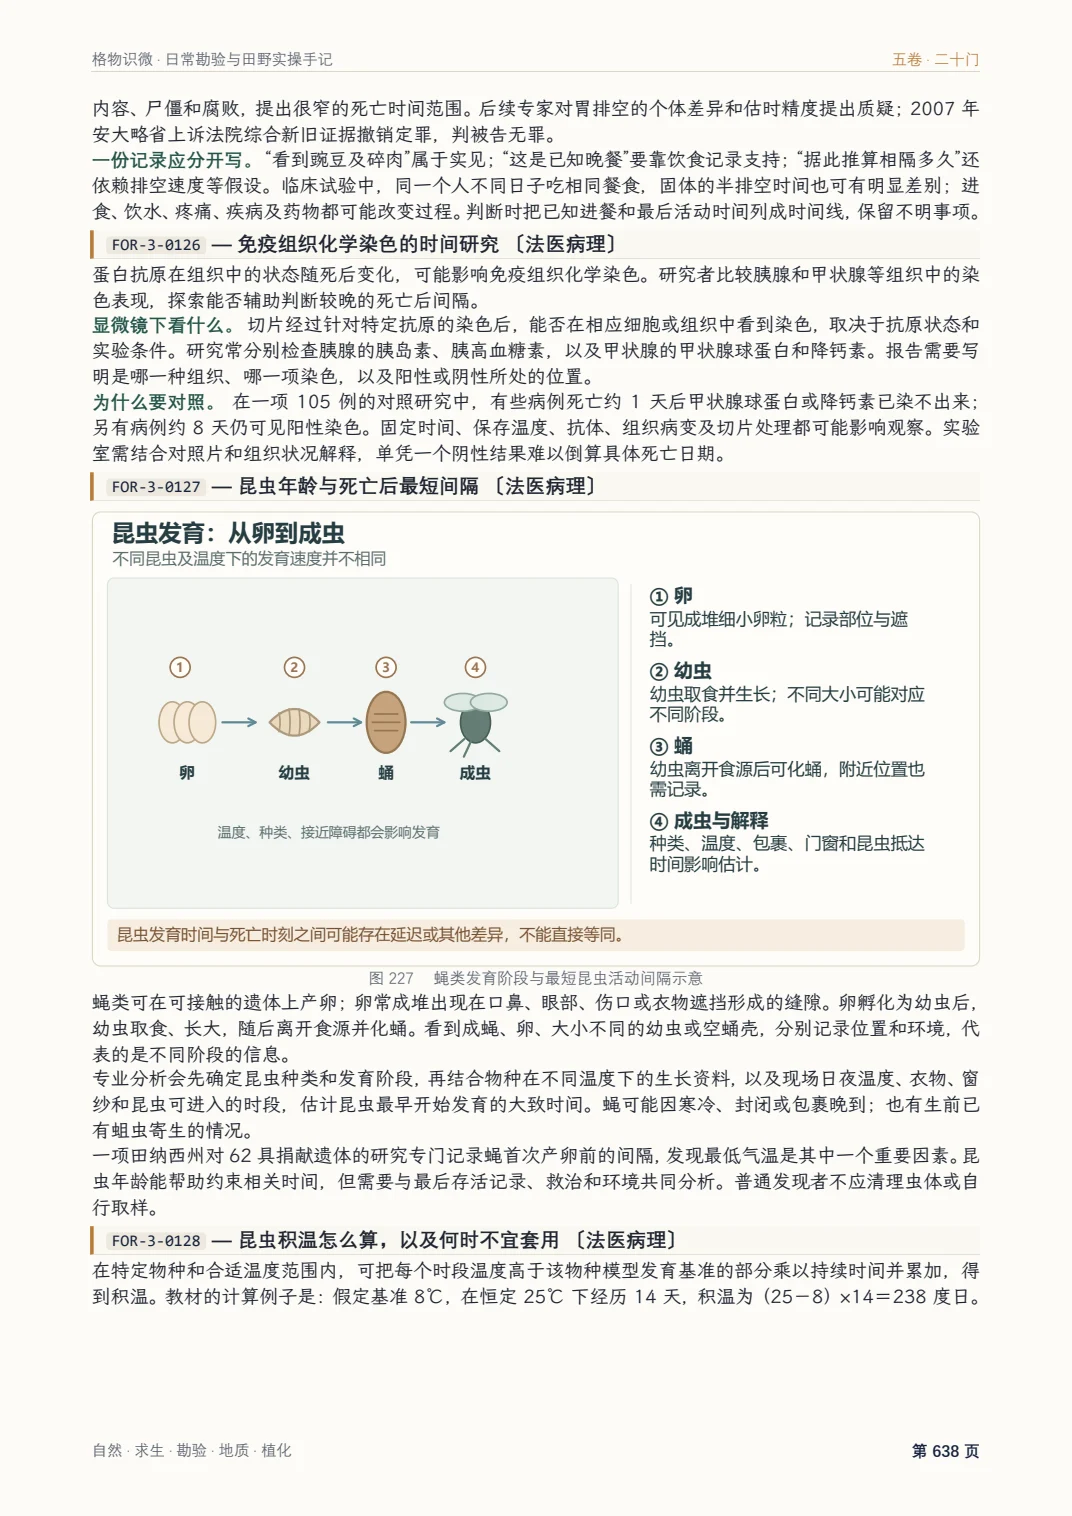 格物识微 · 日常勘验与田野实操手记
五卷 · 二十门
内容、尸僵和腐败，提出很窄的死亡时间范围。后续专家对胃排空的个体差异和估时精度提出质疑；2007 年
安大略省上诉法院综合新旧证据撤销定罪，判被告无罪。
一份记录应分开写。“看到豌豆及碎肉”属于实见；“这是已知晚餐”要靠饮食记录支持；“据此推算相隔多久”还
依赖排空速度等假设。临床试验中，同一个人不同日子吃相同餐食，固体的半排空时间也可有明显差别；进
食、饮水、疼痛、疾病及药物都可能改变过程。判断时把已知进餐和最后活动时间列成时间线，保留不明事项。
FOR-3-0126 — 免疫组织化学染色的时间研究 〔法医病理〕
蛋白抗原在组织中的状态随死后变化，可能影响免疫组织化学染色。研究者比较胰腺和甲状腺等组织中的染
色表现，探索能否辅助判断较晚的死亡后间隔。
显微镜下看什么。 切片经过针对特定抗原的染色后，能否在相应细胞或组织中看到染色，取决于抗原状态和
实验条件。研究常分别检查胰腺的胰岛素、胰高血糖素，以及甲状腺的甲状腺球蛋白和降钙素。报告需要写
明是哪一种组织、哪一项染色，以及阳性或阴性所处的位置。
为什么要对照。 在一项 105 例的对照研究中，有些病例死亡约 1 天后甲状腺球蛋白或降钙素已染不出来；
另有病例约 8 天仍可见阳性染色。固定时间、保存温度、抗体、组织病变及切片处理都可能影响观察。实验
室需结合对照片和组织状况解释，单凭一个阴性结果难以倒算具体死亡日期。
FOR-3-0127 — 昆虫年龄与死亡后最短间隔 〔法医病理〕
昆虫发育：从卵到成虫
不同昆虫及温度下的发育速度并不相同
① ② ③ ④
卵 幼虫 蛹 成虫
温度、种类、接近障碍都会影响发育
① 卵
可见成堆细小卵粒；记录部位与遮
挡。
② 幼虫
幼虫取食并生长；不同大小可能对应
不同阶段。
③ 蛹
幼虫离开食源后可化蛹，附近位置也
需记录。
④ 成虫与解释
种类、温度、包裹、门窗和昆虫抵达
时间影响估计。
昆虫发育时间与死亡时刻之间可能存在延迟或其他差异，不能直接等同。
图 227 蝇类发育阶段与最短昆虫活动间隔示意
蝇类可在可接触的遗体上产卵；卵常成堆出现在口鼻、眼部、伤口或衣物遮挡形成的缝隙。卵孵化为幼虫后，
幼虫取食、长大，随后离开食源并化蛹。看到成蝇、卵、大小不同的幼虫或空蛹壳，分别记录位置和环境，代
表的是不同阶段的信息。
专业分析会先确定昆虫种类和发育阶段，再结合物种在不同温度下的生长资料，以及现场日夜温度、衣物、窗
纱和昆虫可进入的时段，估计昆虫最早开始发育的大致时间。蝇可能因寒冷、封闭或包裹晚到；也有生前已
有蛆虫寄生的情况。
一项田纳西州对 62 具捐献遗体的研究专门记录蝇首次产卵前的间隔，发现最低气温是其中一个重要因素。昆
虫年龄能帮助约束相关时间，但需要与最后存活记录、救治和环境共同分析。普通发现者不应清理虫体或自
行取样。
FOR-3-0128 — 昆虫积温怎么算，以及何时不宜套用 〔法医病理〕
在特定物种和合适温度范围内，可把每个时段温度高于该物种模型发育基准的部分乘以持续时间并累加，得
到积温。教材的计算例子是：假定基准 8℃，在恒定 25℃ 下经历 14 天，积温为（25－8）×14＝238 度日。
自然 · 求生 · 勘验 · 地质 · 植化
第 638 页